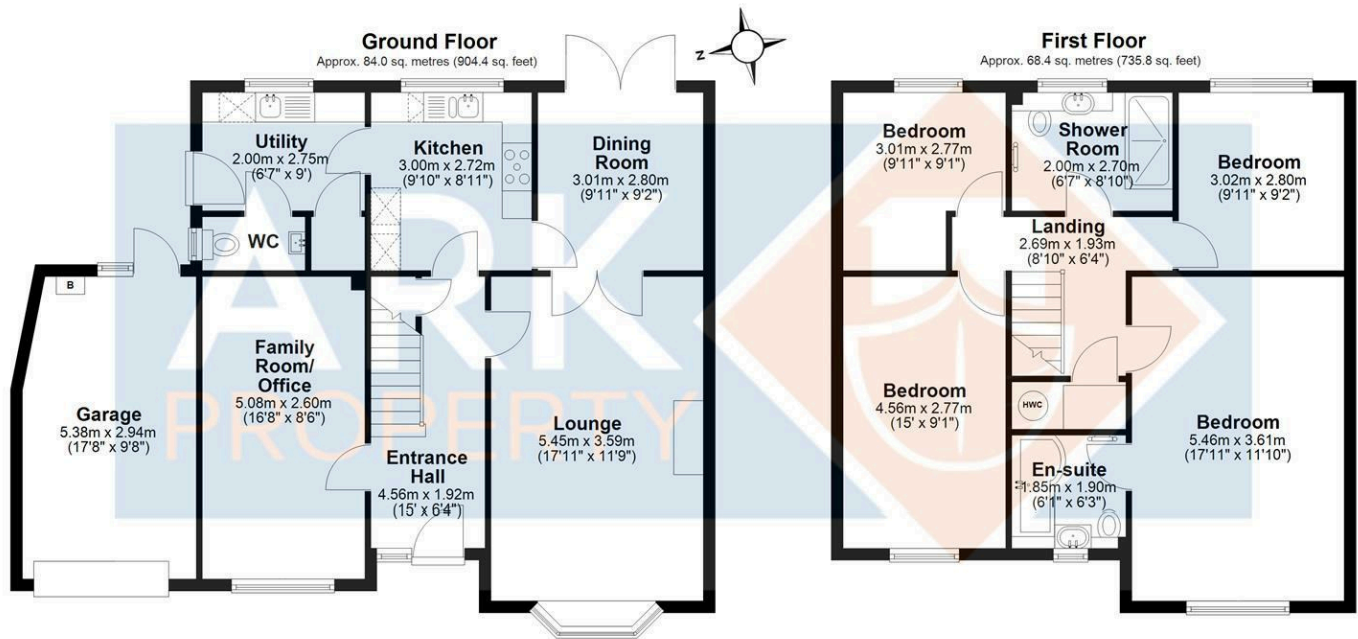 Ground Floor
Approx. 84.0 sq. metres (904.4 sq. feet)
N
First Floor
Approx. 68.4 sq. metres (735.8 sq. feet)
Utility
2.00m x 2.75m
(6'7" x 9')
Kitchen
3.00m x 2.72m
(9'10" x 8'11")
Dining
Room
3.01m x 2.80m
(9'11" x 9'2")
WC
B
Family
Room/
Office
5.08m x 2.60m
(16'8" x 8'6")
Garage
5.38m x 2.94m
(17'8" x 9'8")
Lounge
5.45m x 3.59m
(17'11" x 11'9")
Entrance
Hall
4.56m x 1.92m
(15' x 6'4")
Bedroom
3.01m x 2.77m
(9'11" x 9'1")
Shower
Room
2.00m x 2.70m
(6'7" x 8'10")
Bedroom
3.02m x 2.80m
(9'11" x 9'2")
Landing
2.69m x 1.93m
(8'10" x 6'4")
Bedroom
4.56m x 2.77m
(15' x 9'1")
HWC
Bedroom
5.46m x 3.61m
(17'11" x 11'10")
En-suite
1.85m x 1.90m
(6'1" x 6'3")
ARK
PROPERTY